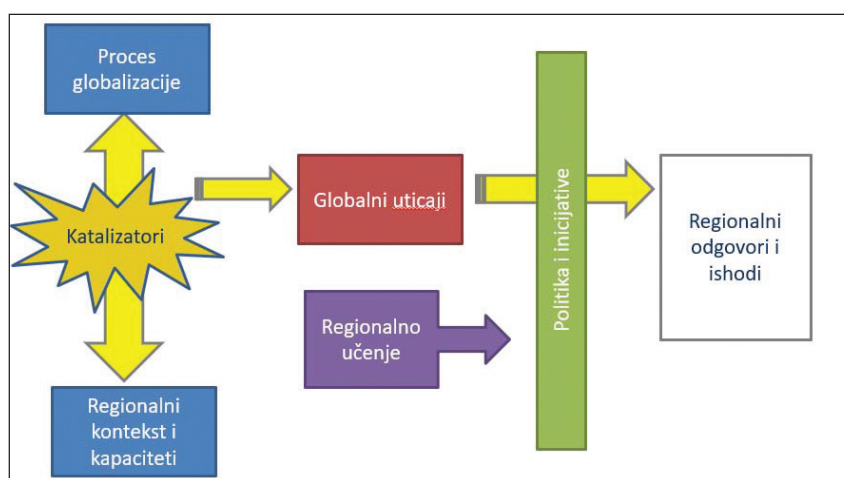 Proces
globalizacije
Katalizatori
Regionalni
kontekst i
kapaciteti
Globalni uticaji
Regionalno
učenje
Politika i inicijative
Regionalni
odgovori i
ishodi